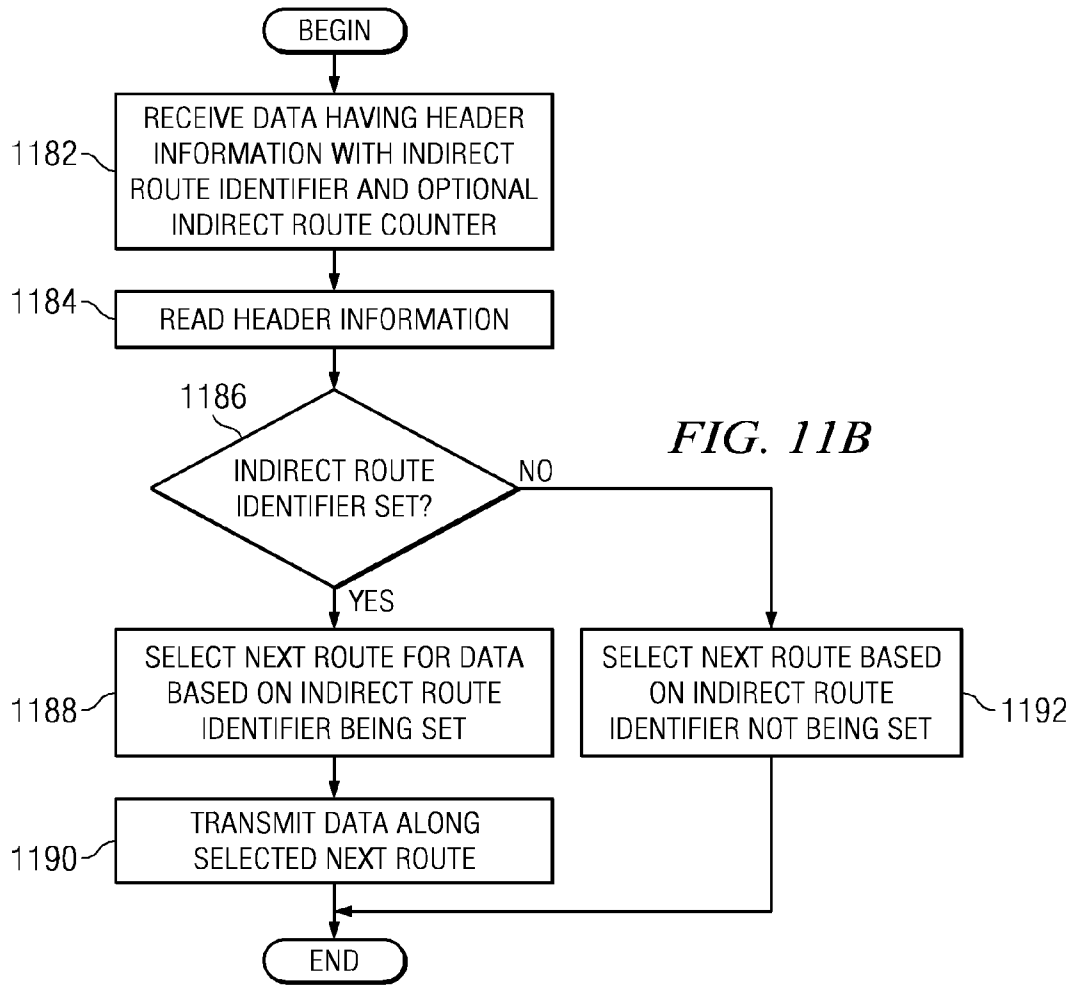 BEGIN
1182
RECEIVE DATA HAVING HEADER
INFORMATION WITH INDIRECT
ROUTE IDENTIFIER AND OPTIONAL
INDIRECT ROUTE COUNTER
1184
READ HEADER INFORMATION
1186
INDIRECT ROUTE
IDENTIFIER SET?
NO
FIG. 11B
YES
1188
SELECT NEXT ROUTE FOR DATA
BASED ON INDIRECT ROUTE
IDENTIFIER BEING SET
SELECT NEXT ROUTE BASED
ON INDIRECT ROUTE
IDENTIFIER NOT BEING SET
1192
1190
TRANSMIT DATA ALONG
SELECTED NEXT ROUTE
END